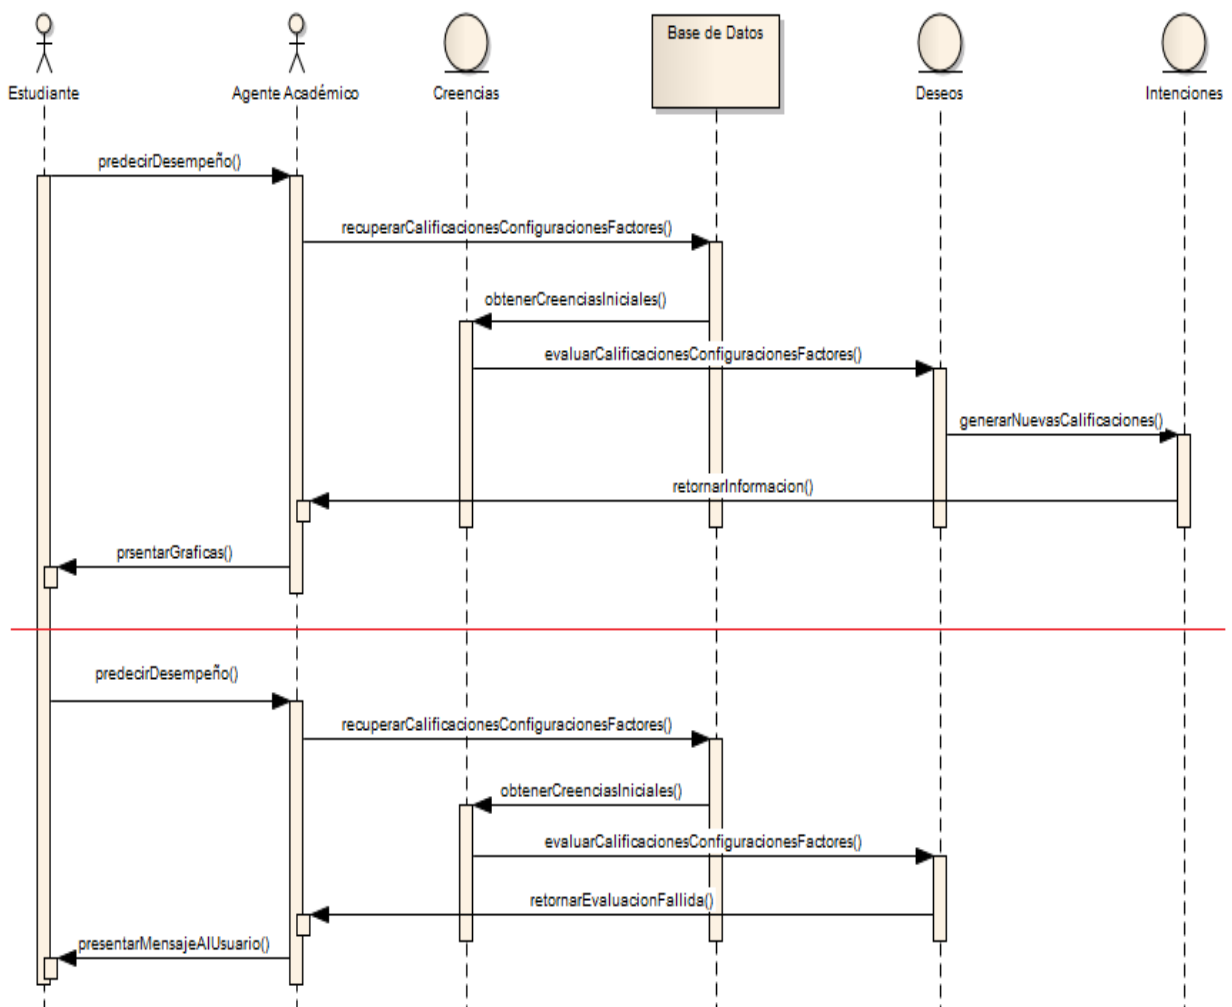 Base de Datos
Estudiante
Agente Académico
Creencias
Deseos
Intenciones
predecirDesempeño()
recuperarCalificacionesConfiguracionesFactores()
obtenerCreenciasIniciales()
evaluarCalificacionesConfiguracionesFactores()
generarNuevasCalificaciones()
retornarInformacion()
prsentarGraficas()
predecirDesempeño()
recuperarCalificacionesConfiguracionesFactores()
obtenerCreenciasIniciales()
evaluarCalificacionesConfiguracionesFactores()
retornarEvaluacionFallida()
presentarMensajeAlUsuario()